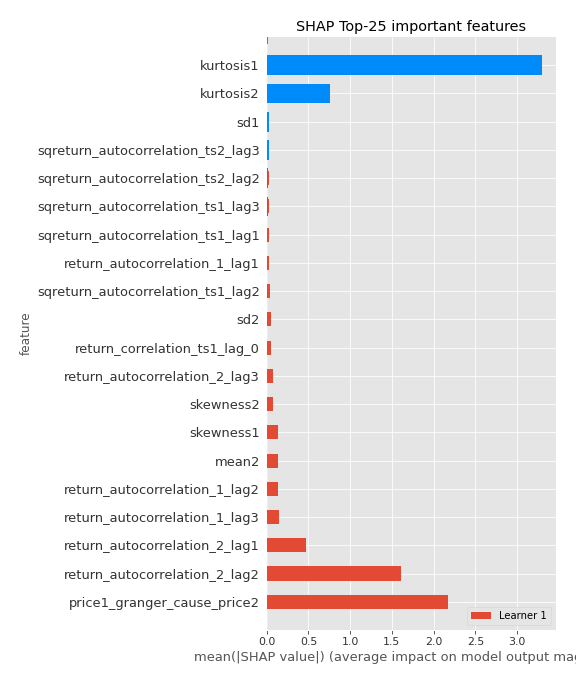 SHAP Top-25 important features
kurtosis1
kurtosis2
sd1
sqreturn_autocorrelation_ts2_lag3
sqreturn_autocorrelation_ts2_lag2
sqreturn_autocorrelation_ts1_lag3
sqreturn_autocorrelation_ts1_lag1
return_autocorrelation_1_lag1
sqreturn_autocorrelation_ts1_lag2
sd2
return_correlation_ts1_lag_0
return_autocorrelation_2_lag3
skewness2
skewness1
mean2
return_autocorrelation_1_lag2
return_autocorrelation_1_lag3
return_autocorrelation_2_lag1
return_autocorrelation_2_lag2
price1_granger_cause_price2
feature
Learner 1
0.0 0.5 1.0 1.5 2.0 2.5 3.0
mean(|SHAP value|) (average impact on model output mag